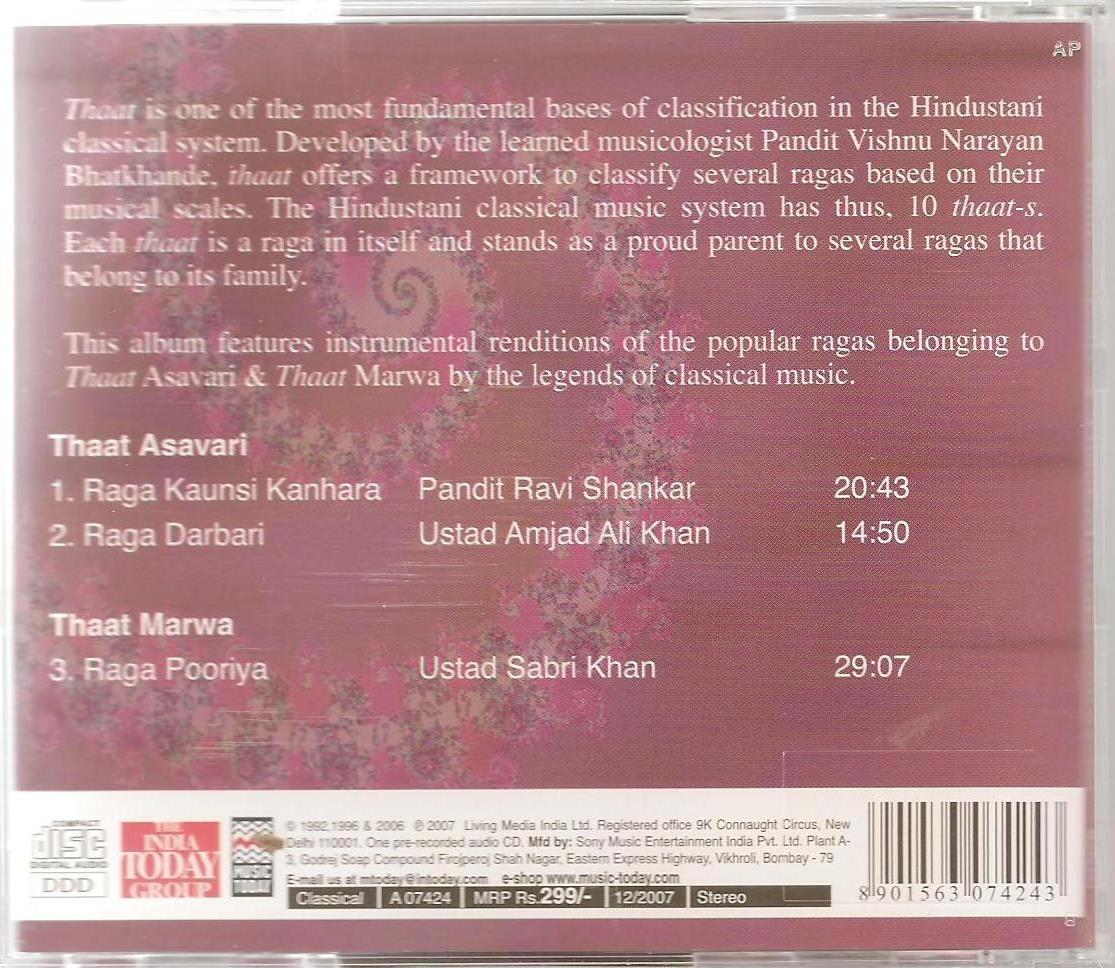 AP
Thaat is one of the most fundamental bases of classification in the Hindustani
classical system. Developed by the learned musicologist Pandit Vishnu Narayan
Bhatkhande, thaat offers a framework to classify several ragas based on their
musical scales. The Hindustani classical music system has thus, 10 thaat-s.
Each thaat is a raga in itself and stands as a proud parent to several ragas that
belong to its family.
This album features instrumental renditions of the popular ragas belonging to
Thaat Asavari & Thaat Marwa by the legends of classical music.
Thaat Asavari
1. Raga Kaunsi Kanhara Pandit Ravi Shankar 20:43
2. Raga Darbari Ustad Amjad Ali Khan 14:50
Thaat Marwa
3. Raga Pooriya Ustad Sabri Khan 29:07
COMPACT
disc
DIGITAL AUDIO
DDD
THE
INDIA
TODAY
GROUP
MUSIC
TODAY
© 1992,1996 & 2006 ℗ 2007 Living Media India Ltd. Registered office 9K Connaught Circus, New
Delhi 110001. One pre-recorded audio CD. Mfd by: Sony Music Entertainment India Pvt. Ltd. Plant A-
3, Godrej Soap Compound Firojperoj Shah Nagar, Eastern Express Highway, Vikhroli, Bombay - 79
E-mail us at mtoday@intoday.com e-shop www.music-today.com
Classical | A 07424 | MRP Rs.299/- | 12/2007 | Stereo
8 901563 074243